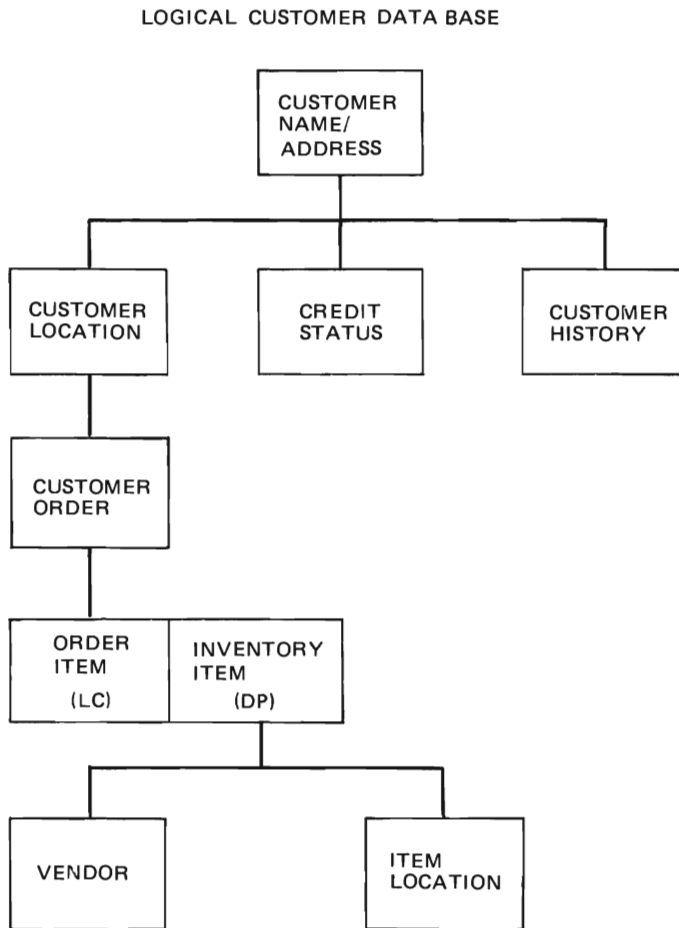 LOGICAL CUSTOMER DATA BASE
CUSTOMER
NAME/
ADDRESS
CUSTOMER
LOCATION
CREDIT
STATUS
CUSTOMER
HISTORY
CUSTOMER
ORDER
ORDER
ITEM
(LC)
INVENTORY
ITEM
(DP)
VENDOR
ITEM
LOCATION